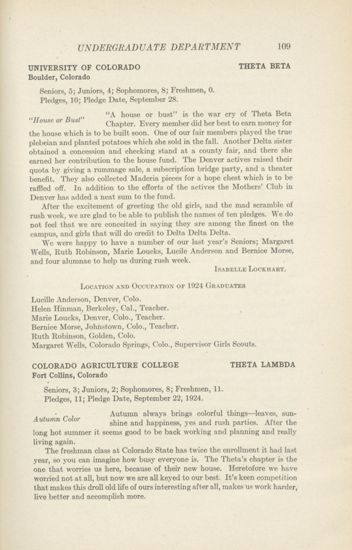 UNDERGRADUATE DEPARTMENT 109
UNIVERSITY OF COLORADO THETA BETA
Boulder, Colorado
Seniors, 5; Juniors, 4; Sophomores, 8; Freshmen, 0.
Pledges, 10; Pledge Date, September 28.
"House or Bust"
"A house or bust" is the war cry of Theta Beta
Chapter. Every member did her best to earn money for
the house which is to be built soon. One of our fair members played the true
plebeian and planted potatoes which she sold in the fall. Another Delta sister
obtained a concession and checking stand at a county fair, and there she
earned her contribution to the house fund. The Denver actives raised their
quota by giving a rummage sale, a subscription bridge party, and a theater
benefit. They also collected Maderia pieces for a hope chest which is to be
raffled off. In addition to the efforts of the actives the Mothers' Club in
Denver has added a neat sum to the fund.
After the excitement of greeting the old girls, and the mad scramble of
rush week, we are glad to be able to publish the names of ten pledges. We do
not feel that we are conceited in saying they are among the finest on the
campus, and girls that will do credit to Delta Delta Delta.
We were happy to have a number of our last year's Seniors; Margaret
Wells, Ruth Robinson, Marie Loucks, Lucile Anderson and Bernice Morse,
and four alumnae to help us during rush week.
ISABELLE LOCKHART.
LOCATION AND OCCUPATION OF 1924 GRADUATES
Lucille Anderson, Denver, Colo.
Helen Hinman, Berkeley, Cal., Teacher.
Marie Loucks, Denver, Colo., Teacher.
Bernice Morse, Johnstown, Colo., Teacher.
Ruth Robinson, Golden, Colo.
Margaret Wells, Colorado Springs, Colo., Supervisor Girls Scouts.
COLORADO AGRICULTURE COLLEGE THETA LAMBDA
Fort Collins, Colorado
Seniors, 3; Juniors, 2; Sophomores, 8; Freshmen, 11.
Pledges, 11; Pledge Date, September 22, 1924.
Autumn Color
Autumn always brings colorful things—leaves, sun-
shine and happiness, yes and rush parties. After the
long hot summer it seems good to be back working and planning and really
living again.
The freshman class at Colorado State has twice the enrollment it had last
year, so you can imagine how busy everyone is. The Theta's chapter is the
one that worries us here, because of their new house. Heretofore we have
worried not at all, but now we are all keyed to our best. It's keen competition
that makes this droll old life of ours interesting after all, makes us work harder,
live better and accomplish more.